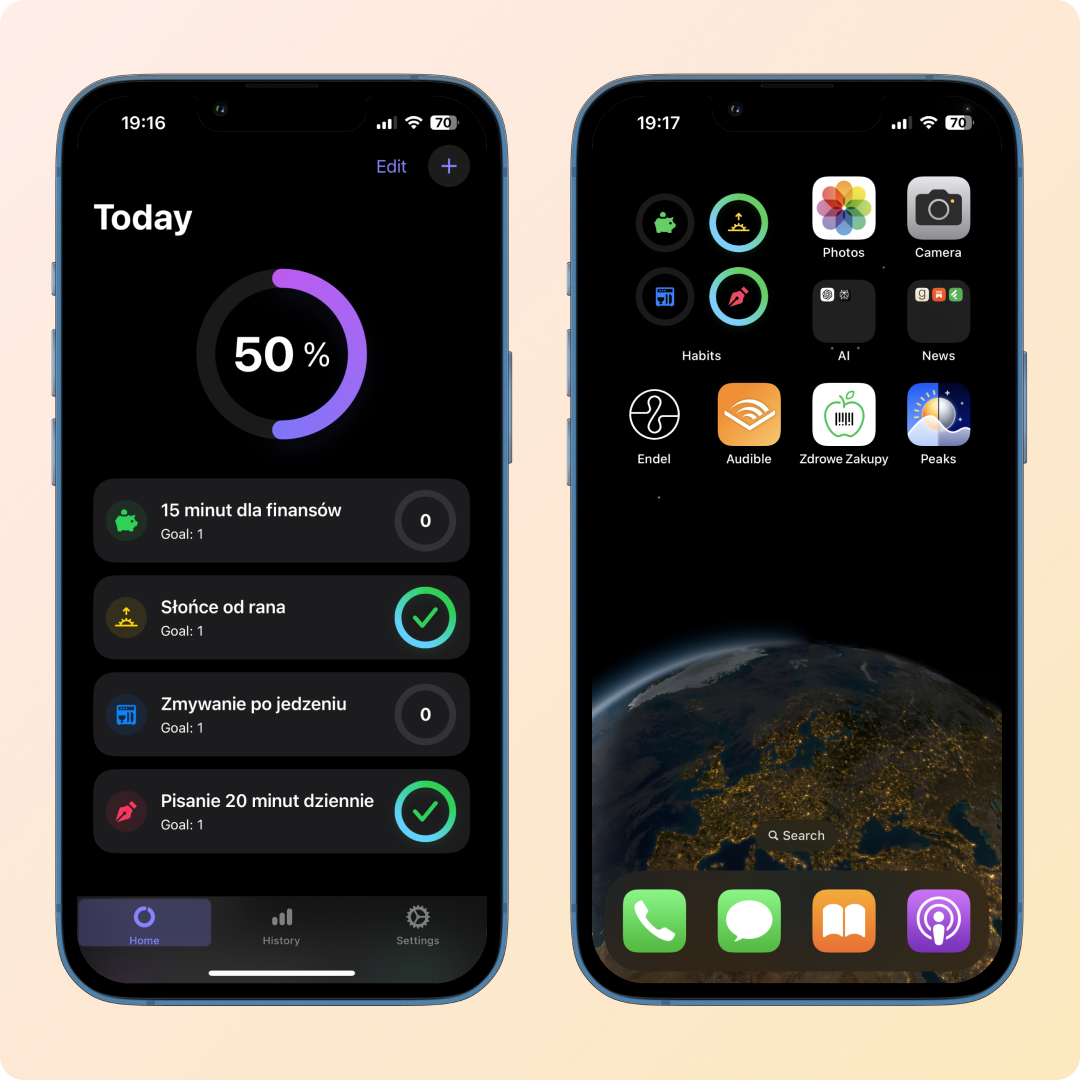 19:16
70
Edit
Today
50 %
15 minut dla finansów
Goal: 1
0
Słońce od rana
Goal: 1
Zmywanie po jedzeniu
Goal: 1
0
Pisanie 20 minut dziennie
Goal: 1
Home
History
Settings
19:17
70
Photos
Camera
g
Habits
AI
News
Endel
Audible
Zdrowe Zakupy
Peaks
Search